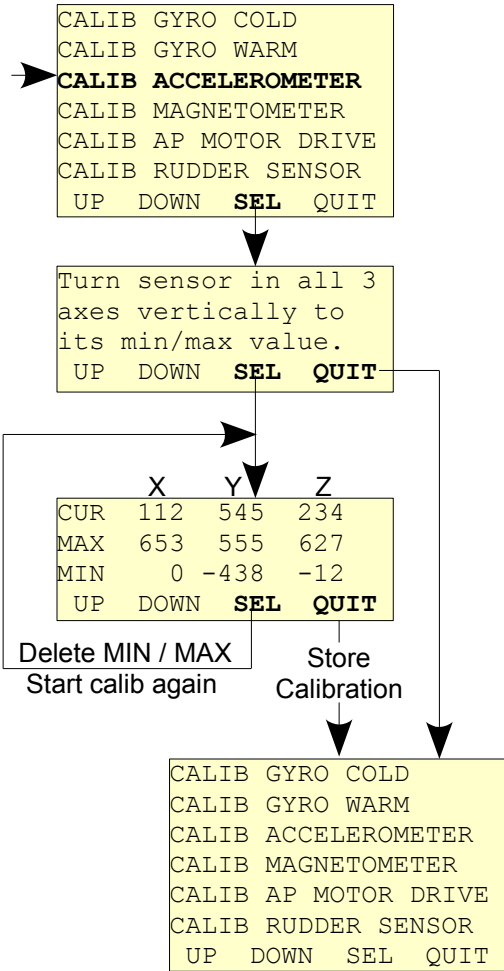 CALIB GYRO COLD
CALIB GYRO WARM
CALIB ACCELEROMETER
CALIB MAGNETOMETER
CALIB AP MOTOR DRIVE
CALIB RUDDER SENSOR
UP DOWN SEL QUIT
Turn sensor in all 3
axes vertically to
its min/max value.
UP DOWN SEL QUIT
X Y Z
CUR 112 545 234
MAX 653 555 627
MIN 0 -438 -12
UP DOWN SEL QUIT
Delete MIN / MAX
Start calib again
Store
Calibration
CALIB GYRO COLD
CALIB GYRO WARM
CALIB ACCELEROMETER
CALIB MAGNETOMETER
CALIB AP MOTOR DRIVE
CALIB RUDDER SENSOR
UP DOWN SEL QUIT